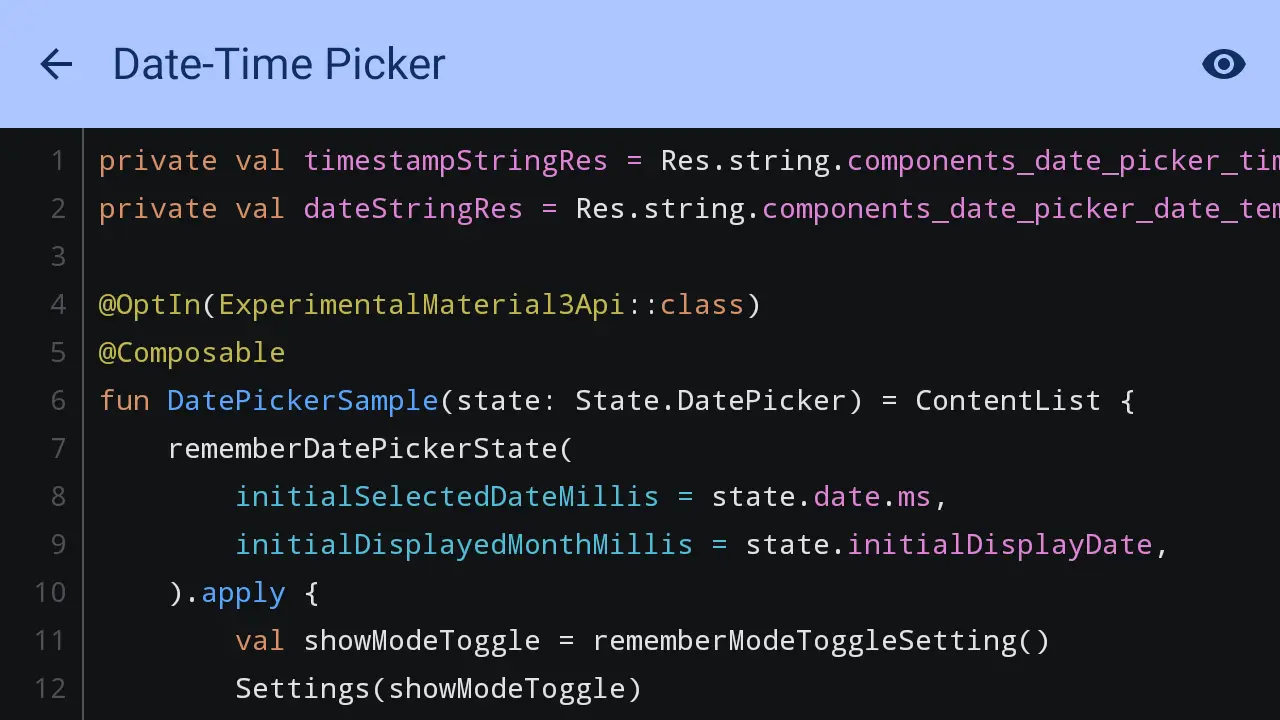 Date-Time Picker
1 private val timestampStringRes = Res.string.components_date_picker_tim
2 private val dateStringRes = Res.string.components_date_picker_date_tem
3
4 @OptIn(ExperimentalMaterial3Api::class)
5 @Composable
6 fun DatePickerSample(state: State.DatePicker) = ContentList {
7     rememberDatePickerState(
8         initialSelectedDateMillis = state.date.ms,
9         initialDisplayedMonthMillis = state.initialDisplayDate,
10     ).apply {
11         val showModeToggle = rememberModeToggleSetting()
12         Settings(showModeToggle)